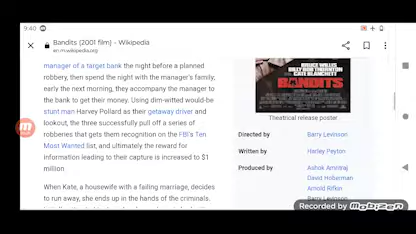 9:40
Bandits (2001 film) - Wikipedia
en.m.wikipedia.org
manager of a target bank the night before a planned
robbery, then spend the night with the manager's family,
early the next morning, they accompany the manager to
the bank to get their money. Using dim-witted would-be
stunt man Harvey Pollard as their getaway driver and
lookout, the three successfully pull off a series of
robberies that gets them recognition on the FBI's Ten
Most Wanted list, and ultimately the reward for
information leading to their capture is increased to $1
million
When Kate, a housewife with a failing marriage, decides
to run away, she ends up in the hands of the criminals.
BRUCE WILLIS
BILLY BOB THORNTON
CATE BLANCHETT
BANDITS
Theatrical release poster
Directed by Barry Levinson
Written by Harley Peyton
Produced by Ashok Amritraj
David Hoberman
Arnold Rifkin
Barry Levinson
Recorded by Mobizen